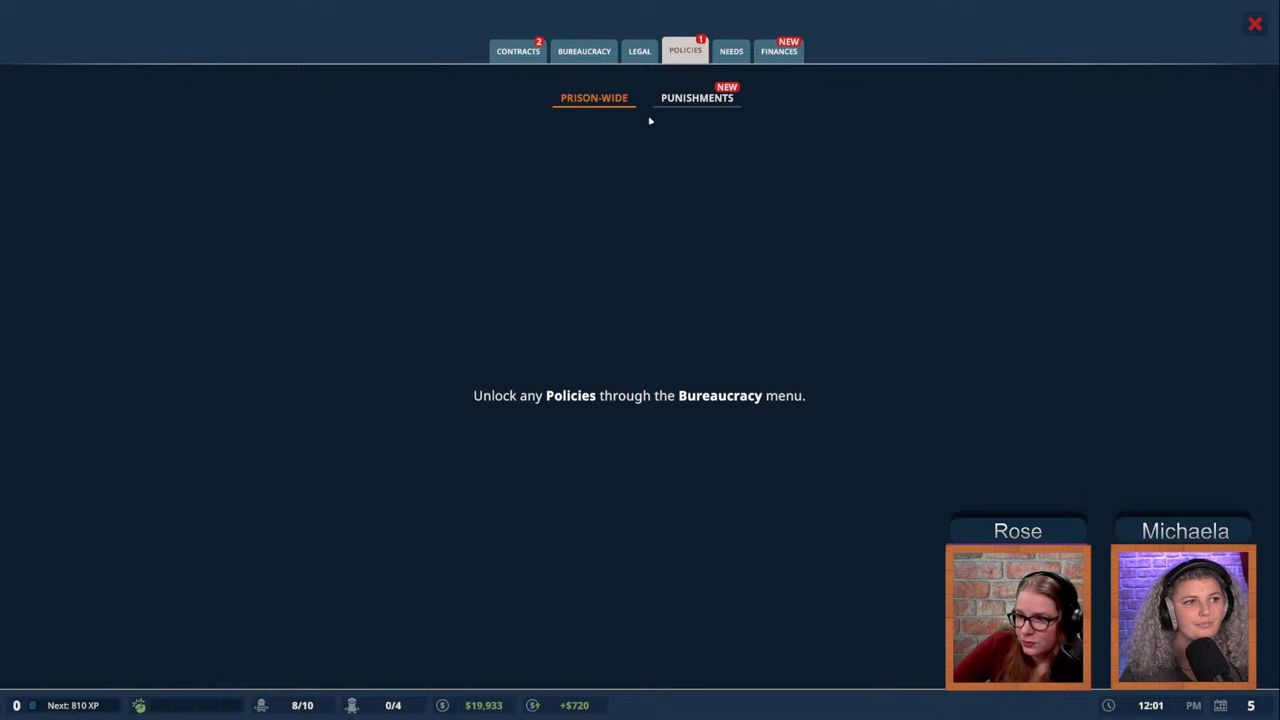 2
1
NEW
CONTRACTS BUREAUCRACY LEGAL POLICIES NEEDS FINANCES
NEW
PRISON-WIDE PUNISHMENTS
Unlock any Policies through the Bureaucracy menu.
Rose Michaela
0 Next: 810 XP 8/10 0/4 $19,933 +$720 12:01 PM 5